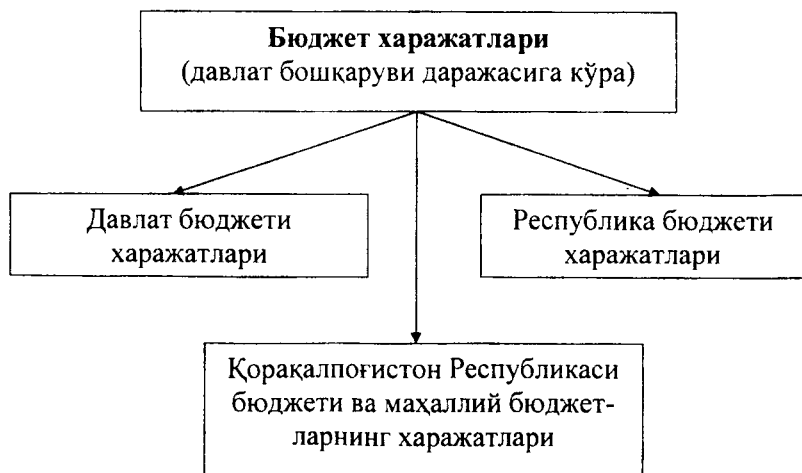 Бюджет харажатлари
(давлат бошқаруви даражасига кўра)
Давлат бюджети
харажатлари
Республика бюджети
харажатлари
Қорақалпоғистон Республикаси
бюджети ва маҳаллий бюджет-
ларнинг харажатлари